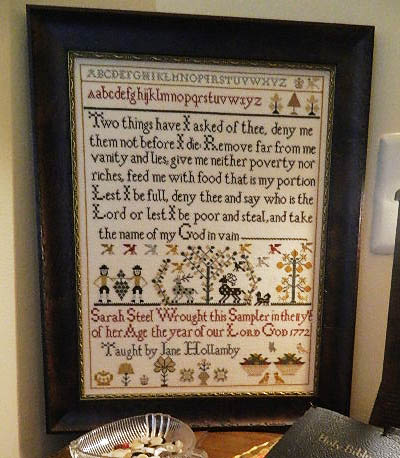 ABCDEFGHIKLMNOPQRSTUVWXYZ
aabcdefghijklmnopqrstuvwxyz
Two things have I asked of thee, deny me
them not before I die: Remove far from me
vanity and lies; give me neither poverty nor
riches, feed me with food that is my portion
Lest I be full, deny thee and say who is the
Lord or lest I be poor and steal, and take
the name of my God in vain
Sarah Steel Wrought this Sampler in the 11 yr
of her Age the year of our LORD GOD 1772
Taught by Jane Hollamby
Holy Bible